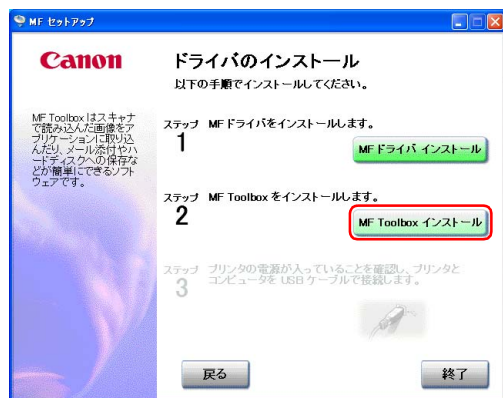 MF セットアップ
Canon
ドライバのインストール
以下の手順でインストールしてください。
MF Toolbox はスキャナ
で読み込んだ画像をア
プリケーションに取り込
んだり、メール添付やハ
ードディスクへの保存な
どが簡単にできるソフト
ウェアです。
ステップ
1
MF ドライバをインストールします。
MF ドライバ インストール
ステップ
2
MF Toolbox をインストールします。
MF Toolbox インストール
ステップ
3
プリンタの電源が入っていることを確認し、プリンタと
コンピュータを USB ケーブルで接続します。
戻る
終了